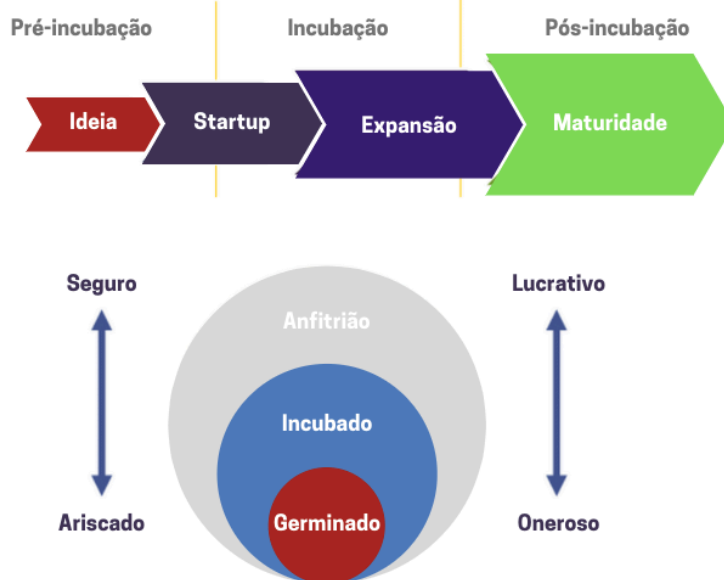 Pré-incubação
Incubação
Pós-incubação
Ideia
Startup
Expansão
Maturidade
Seguro
Lucrativo
Anfitrião
Incubado
Germinado
Ariscado
Oneroso